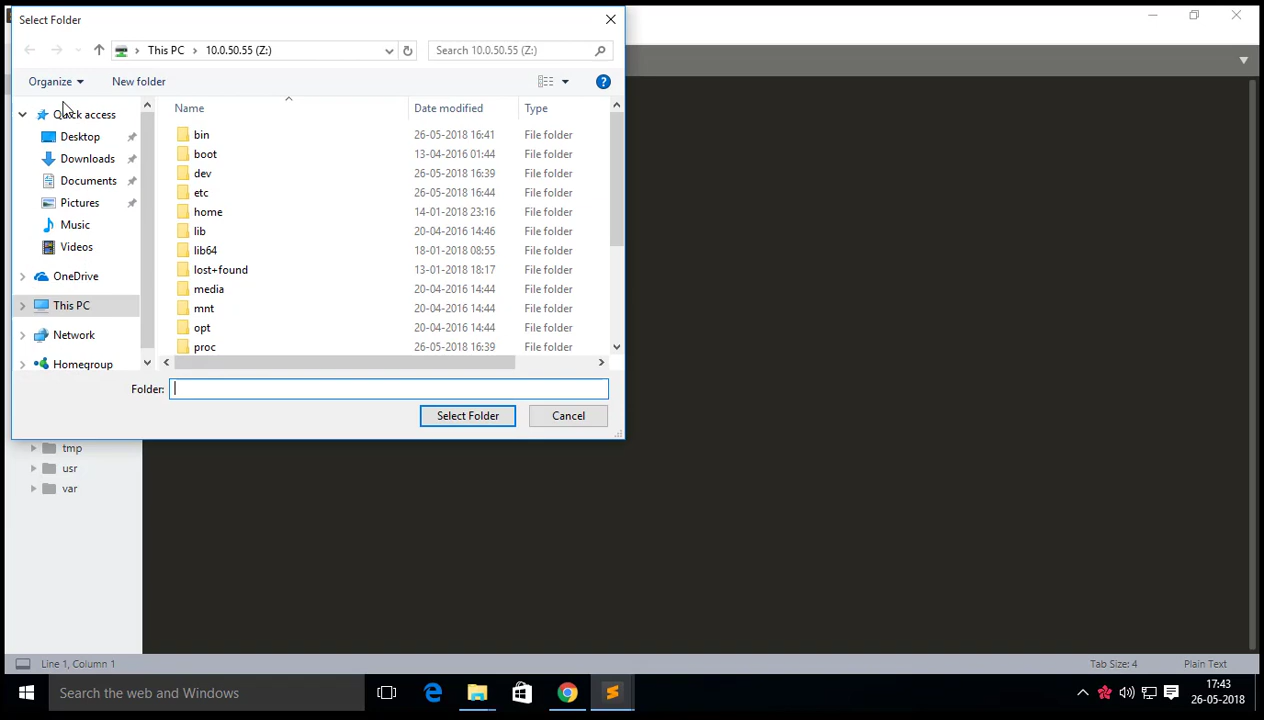 Select Folder
This PC 10.0.50.55 (Z:) Search 10.0.50.55 (Z:)
Organize New folder
Name Date modified Type
Quick access
Desktop
Downloads
Documents
Pictures
Music
Videos
OneDrive
This PC
Network
Homegroup
bin 26-05-2018 16:41 File folder
boot 13-04-2016 01:44 File folder
dev 26-05-2018 16:39 File folder
etc 26-05-2018 16:44 File folder
home 14-01-2018 23:16 File folder
lib 20-04-2016 14:46 File folder
lib64 18-01-2018 08:55 File folder
lost+found 13-01-2018 18:17 File folder
media 20-04-2016 14:44 File folder
mnt 20-04-2016 14:44 File folder
opt 20-04-2016 14:44 File folder
proc 26-05-2018 16:39 File folder
Folder:
Select Folder Cancel
tmp
usr
var
Line 1, Column 1 Tab Size: 4 Plain Text
Search the web and Windows
17:43
26-05-2018